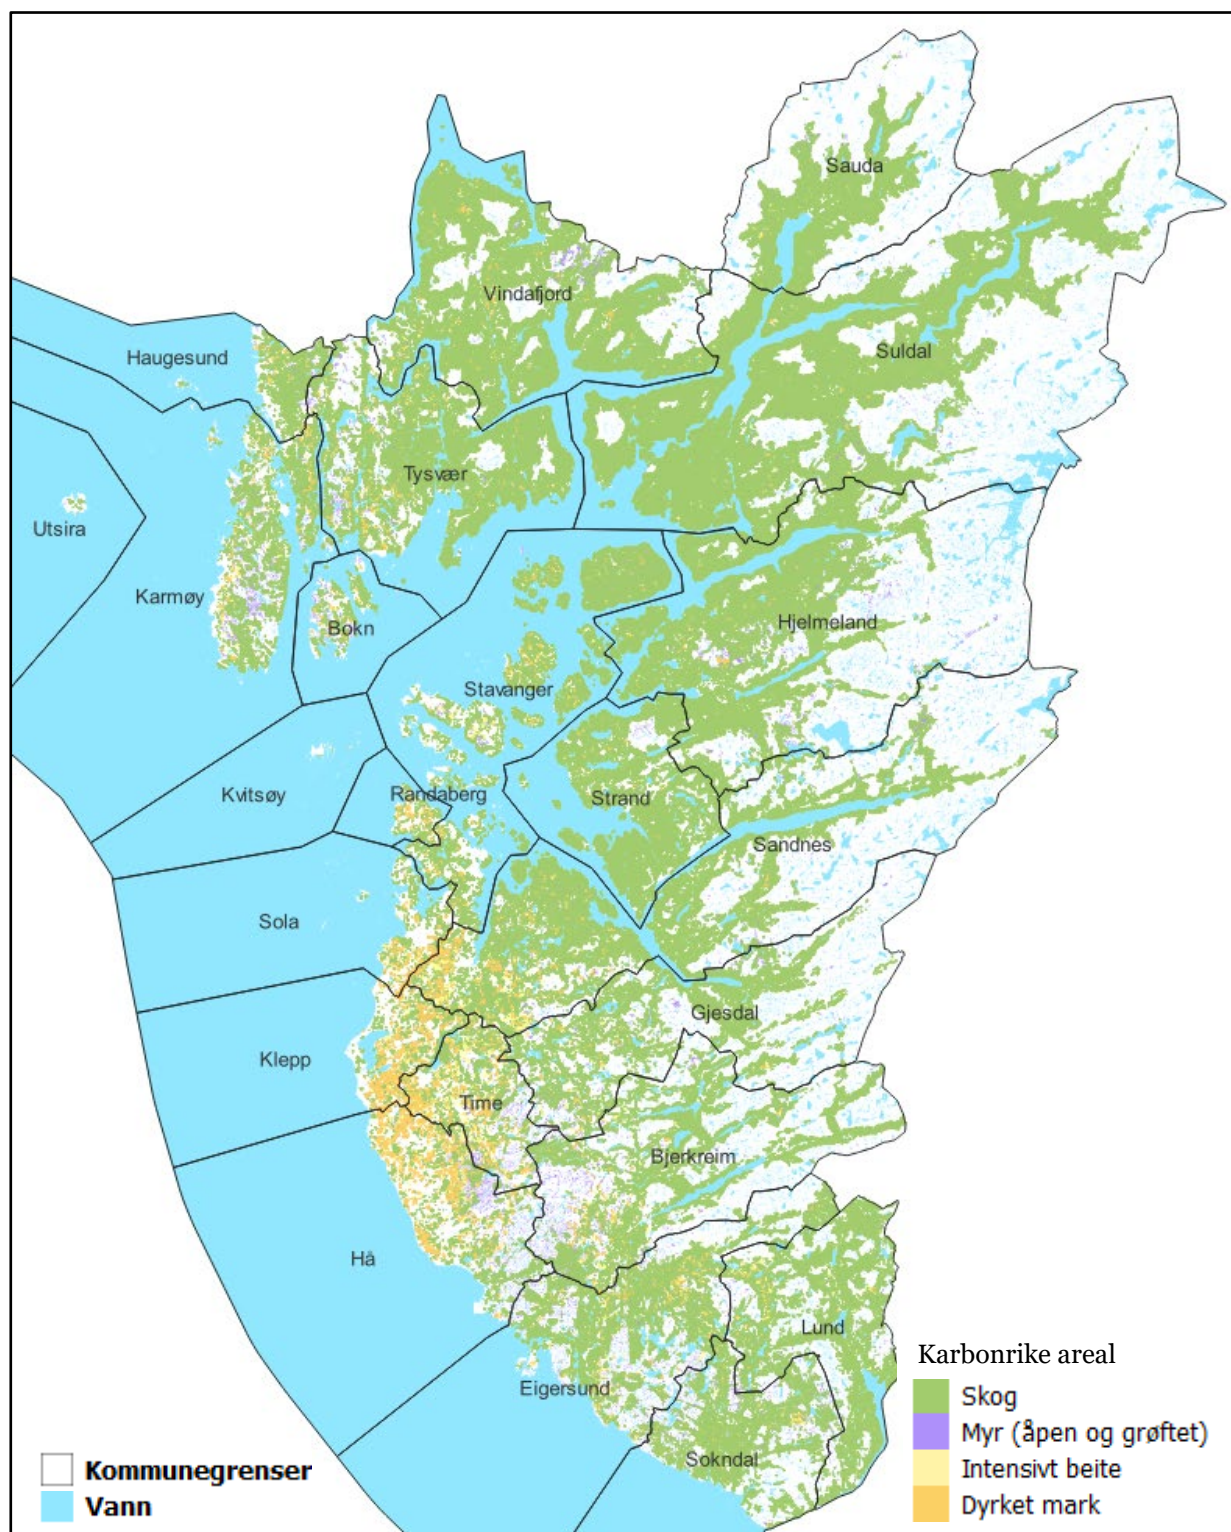 Sauda
Vindafjord
Haugesund
Suldal
Tysvær
Utsira
Karmøy
Bokn
Hjelmeland
Stavanger
Kvitsøy
Randaberg
Strand
Sandnes
Sola
Gjesdal
Klepp
Time
Bjerkreim
Hå
Lund
Eigersund
Sokndal
Karbonrike areal
Skog
Myr (åpen og grøftet)
Intensivt beite
Dyrket mark
Kommunegrenser
Vann